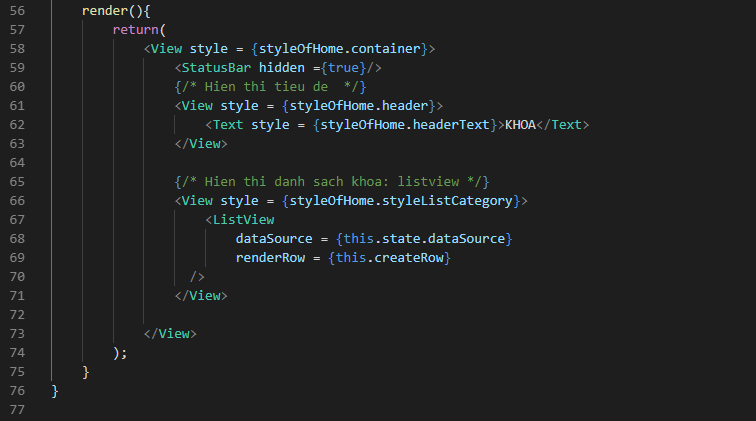 56 render(){
57 return(
58 <View style = {styleOfHome.container}>
59 <StatusBar hidden ={true}/>
60 {/* Hien thi tieu de  */}
61 <View style = {styleOfHome.header}>
62 <Text style = {styleOfHome.headerText}>KHOA</Text>
63 </View>
64
65 {/* Hien thi danh sach khoa: listview */}
66 <View style = {styleOfHome.styleListCategory}>
67 <ListView
68 dataSource = {this.state.dataSource}
69 renderRow = {this.createRow}
70 />
71 </View>
72
73 </View>
74 );
75 }
76 }
77